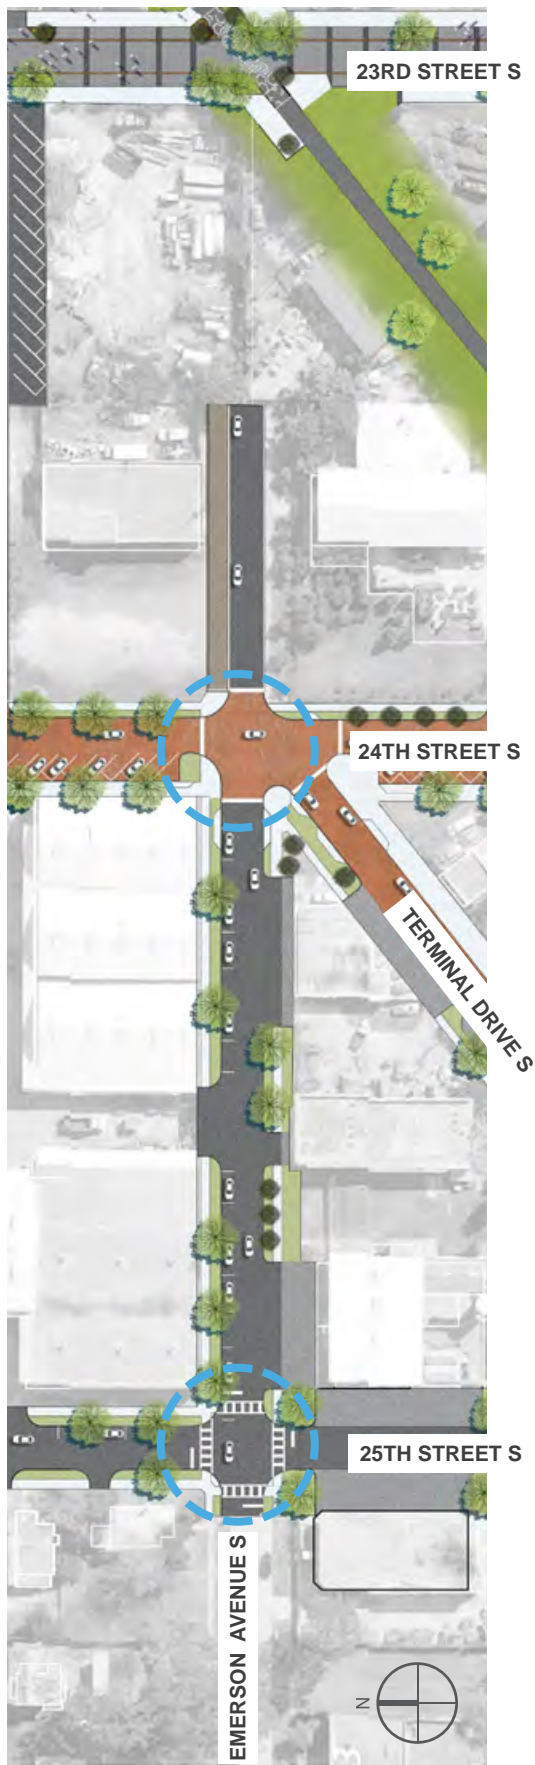 23RD STREET S
24TH STREET S
TERMINAL DRIVE S
25TH STREET S
EMERSON AVENUE S
N